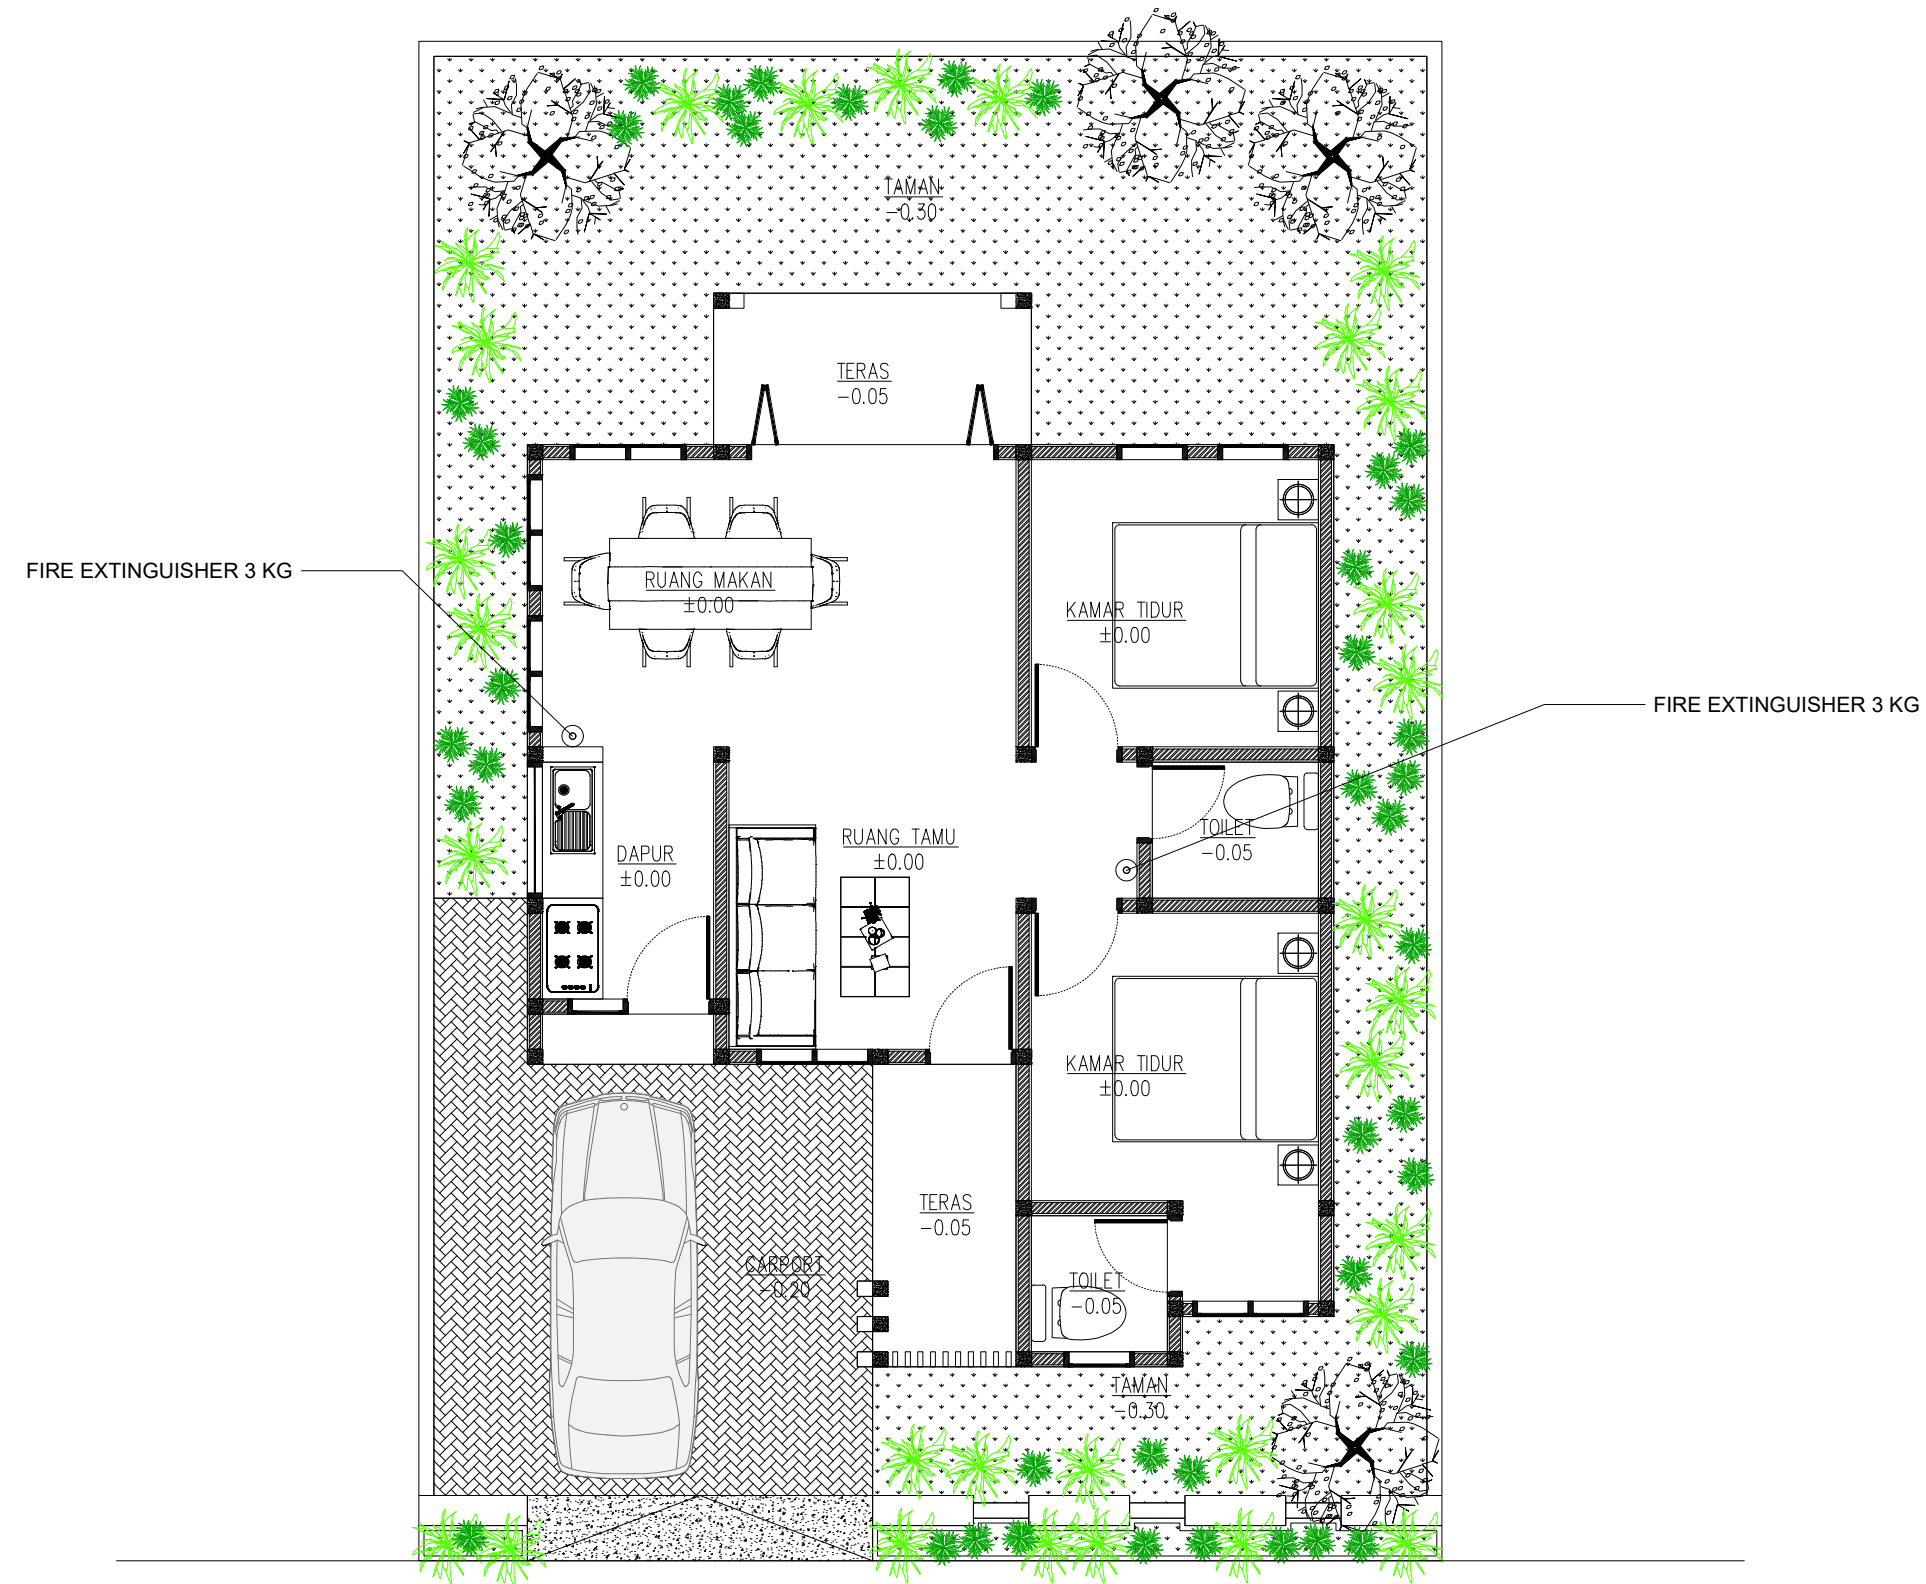 TAMAN
-0.30
TERAS
-0.05
FIRE EXTINGUISHER 3 KG
RUANG MAKAN
±0.00
KAMAR TIDUR
±0.00
FIRE EXTINGUISHER 3 KG
RUANG TAMU
±0.00
TOILET
-0.05
DAPUR
±0.00
KAMAR TIDUR
±0.00
TERAS
-0.05
CARPORT
-0.20
TOILET
-0.05
TAMAN
-0.30